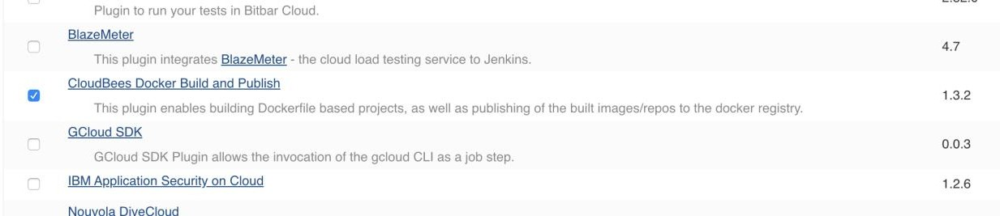 Plugin to run your tests in Bitbar Cloud.
BlazeMeter
This plugin integrates BlazeMeter - the cloud load testing service to Jenkins.
4.7
CloudBees Docker Build and Publish
This plugin enables building Dockerfile based projects, as well as publishing of the built images/repos to the docker registry.
1.3.2
GCloud SDK
GCloud SDK Plugin allows the invocation of the gcloud CLI as a job step.
0.0.3
IBM Application Security on Cloud
1.2.6
Nouvola DiveCloud